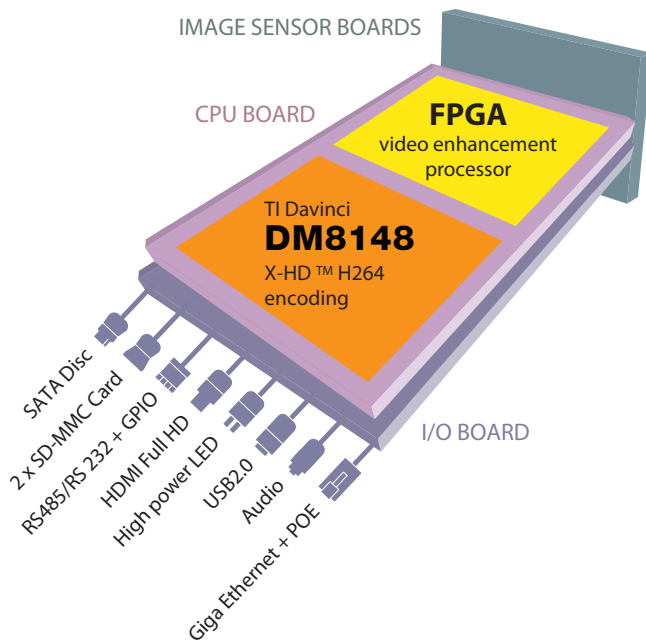 IMAGE SENSOR BOARDS
CPU BOARD
FPGA
video enhancement
processor
TI Davinci
DM8148
X-HD ™ H264
encoding
I/O BOARD
SATA Disc
2 x SD-MMC Card
RS485/RS 232 + GPIO
HDMI Full HD
High power LED
USB2.0
Audio
Giga Ethernet + POE